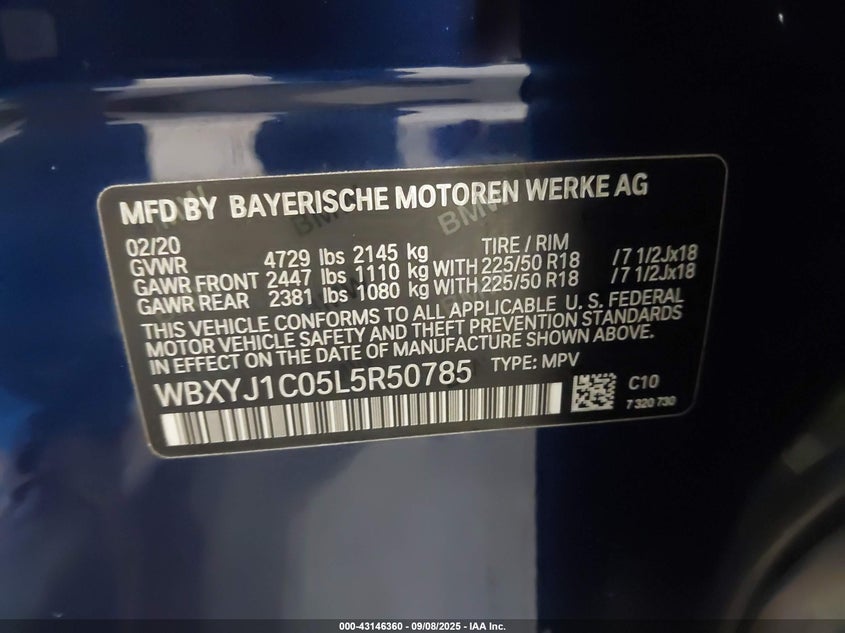 MFD BY BAYERISCHE MOTOREN WERKE AG
02/20 TIRE / RIM
GVWR 4729 lbs 2145 kg
GAWR FRONT 2447 lbs 1110 kg WITH 225/50 R18 /7 1/2Jx18
GAWR REAR 2381 lbs 1080 kg WITH 225/50 R18 /7 1/2Jx18
THIS VEHICLE CONFORMS TO ALL APPLICABLE U. S. FEDERAL
MOTOR VEHICLE SAFETY AND THEFT PREVENTION STANDARDS
IN EFFECT ON THE DATE OF MANUFACTURE SHOWN ABOVE.
WBXYJ1C05L5R50785 TYPE: MPV
C10
7 320 730
BMW
BMW
BMW
000-43146360 - 09/08/2025 - IAA Inc.